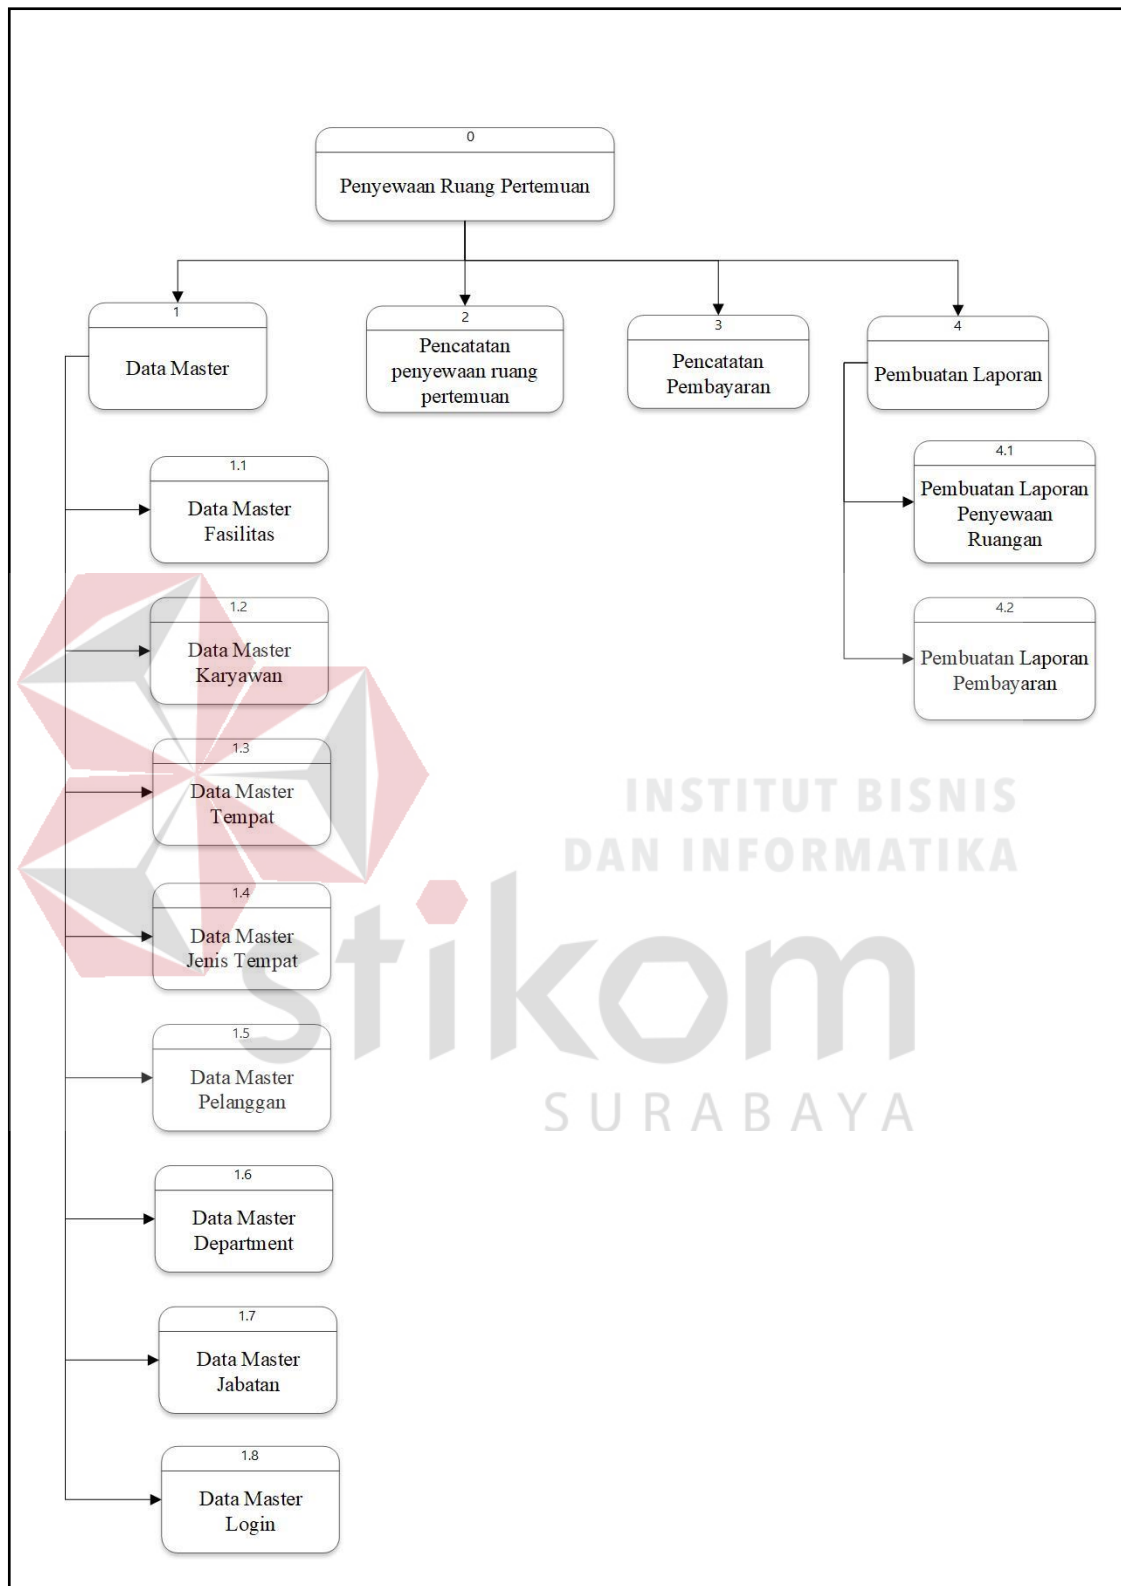 0
Penyewaan Ruang Pertemuan
1
Data Master
2
Pencatatan
penyewaan ruang
pertemuan
3
Pencatatan
Pembayaran
4
Pembuatan Laporan
1.1
Data Master
Fasilitas
4.1
Pembuatan Laporan
Penyewaan
Ruangan
1.2
Data Master
Karyawan
4.2
Pembuatan Laporan
Pembayaran
1.3
Data Master
Tempat
1.4
Data Master
Jenis Tempat
1.5
Data Master
Pelanggan
1.6
Data Master
Department
1.7
Data Master
Jabatan
1.8
Data Master
Login
INSTITUT BISNIS
DAN INFORMATIKA
stikom
SURABAYA